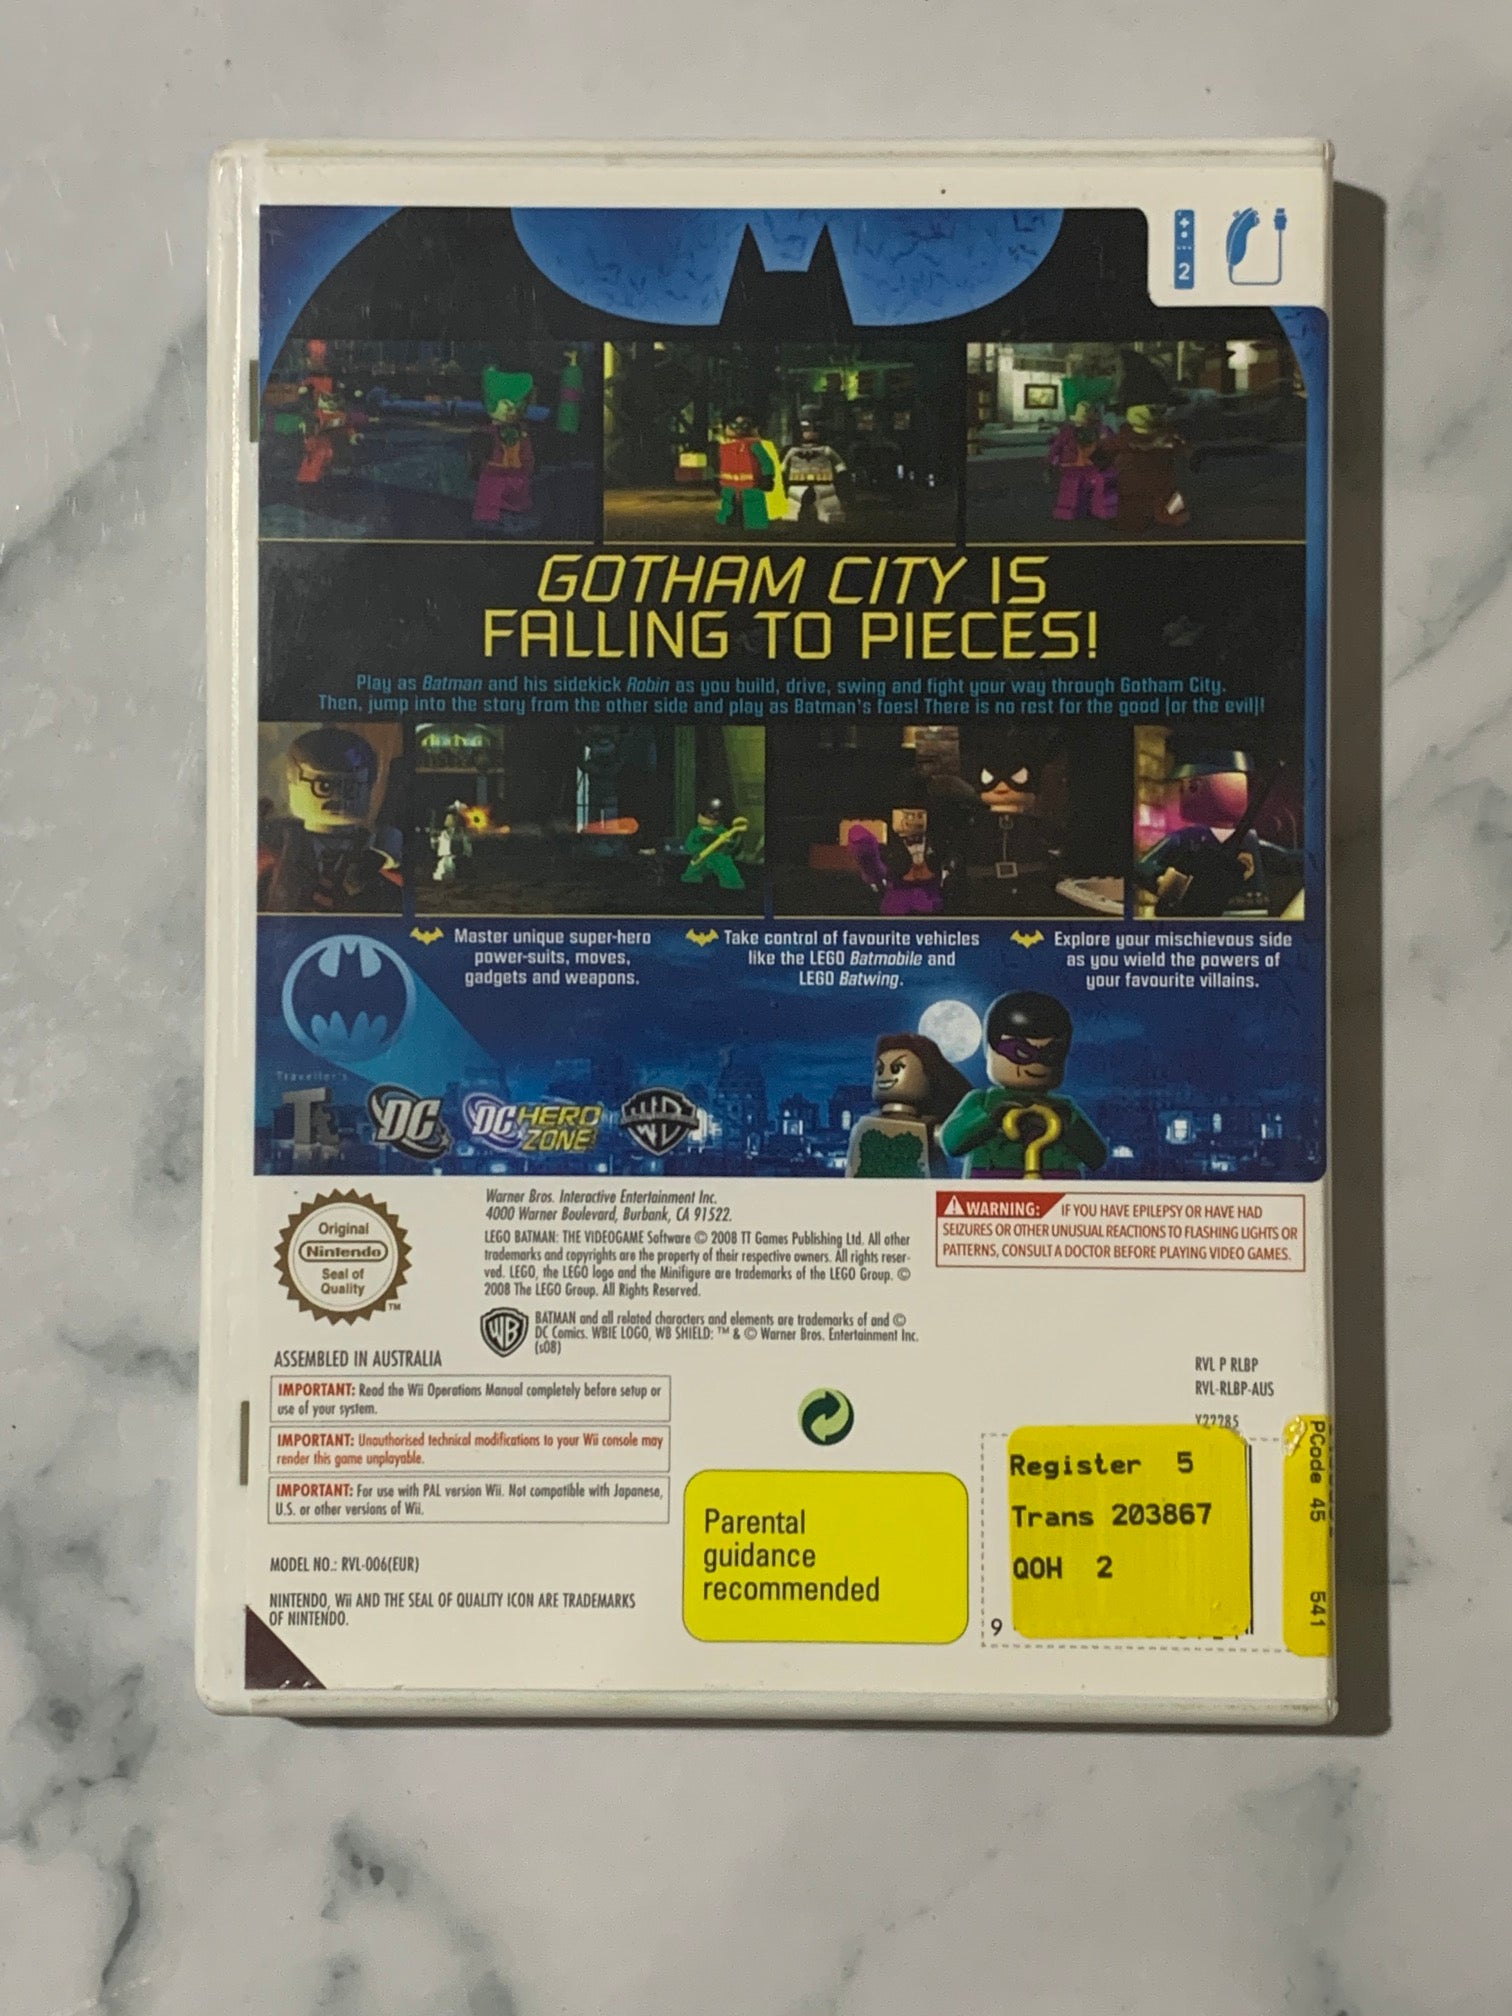 2
GOTHAM CITY IS
FALLING TO PIECES!
Play as Batman and his sidekick Robin as you build, drive, swing and fight your way through Gotham City.
Then, jump into the story from the other side and play as Batman's foes! There is no rest for the good (or the evil)!
Master unique super-hero
power-suits, moves,
gadgets and weapons.
Take control of favourite vehicles
like the LEGO Batmobile and
LEGO Batwing.
Explore your mischievous side
as you wield the powers of
your favourite villains.
Traveller's
TT
DC
DC HERO
ZONE
WB
Original
Nintendo
Seal of
Quality
TM
Warner Bros. Interactive Entertainment Inc.
4000 Warner Boulevard, Burbank, CA 91522.
LEGO BATMAN: THE VIDEOGAME Software © 2008 TT Games Publishing Ltd. All other
trademarks and copyrights are the property of their respective owners. All rights reser-
ved. LEGO, the LEGO logo and the Minifigure are trademarks of the LEGO Group. ©
2008 The LEGO Group. All Rights Reserved.
WB
BATMAN and all related characters and elements are trademarks of and ©
DC Comics. WBIE LOGO, WB SHIELD: ™ & © Warner Bros. Entertainment Inc.
(s08)
WARNING: IF YOU HAVE EPILEPSY OR HAVE HAD
SEIZURES OR OTHER UNUSUAL REACTIONS TO FLASHING LIGHTS OR
PATTERNS, CONSULT A DOCTOR BEFORE PLAYING VIDEO GAMES.
ASSEMBLED IN AUSTRALIA
IMPORTANT: Read the Wii Operations Manual completely before setup or
use of your system.
IMPORTANT: Unauthorised technical modifications to your Wii console may
render this game unplayable.
IMPORTANT: For use with PAL version Wii. Not compatible with Japanese,
U.S. or other versions of Wii.
MODEL NO.: RVL-006(EUR)
NINTENDO, Wii AND THE SEAL OF QUALITY ICON ARE TRADEMARKS
OF NINTENDO.
Parental
guidance
recommended
RVL P RLBP
RVL-RLBP-AUS
Y22285
Register 5
Trans 203867
QOH 2
9
PCode 45 541